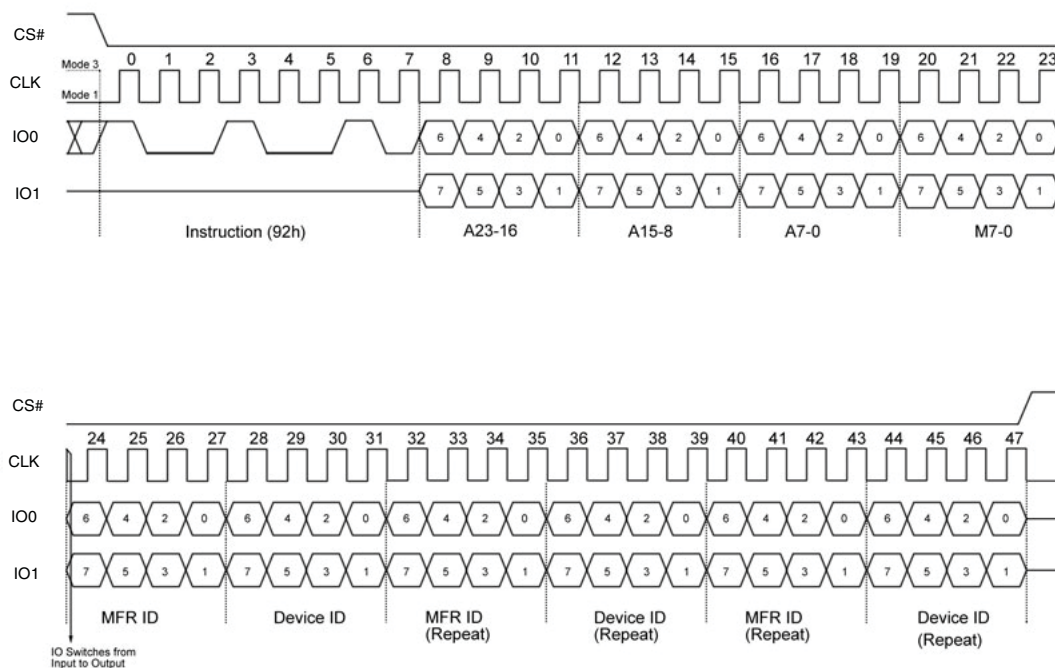 CS#
0 1 2 3 4 5 6 7 8 9 10 11 12 13 14 15 16 17 18 19 20 21 22 23
Mode 3
CLK
Mode 1
IO0 6 4 2 0 6 4 2 0 6 4 2 0 6 4 2 0
IO1 7 5 3 1 7 5 3 1 7 5 3 1 7 5 3 1
Instruction (92h) A23-16 A15-8 A7-0 M7-0
CS#
24 25 26 27 28 29 30 31 32 33 34 35 36 37 38 39 40 41 42 43 44 45 46 47
CLK
IO0 6 4 2 0 6 4 2 0 6 4 2 0 6 4 2 0 6 4 2 0 6 4 2 0
IO1 7 5 3 1 7 5 3 1 7 5 3 1 7 5 3 1 7 5 3 1 7 5 3 1
MFR ID Device ID MFR ID Device ID MFR ID Device ID
(Repeat) (Repeat) (Repeat) (Repeat)
IO Switches from
Input to Output